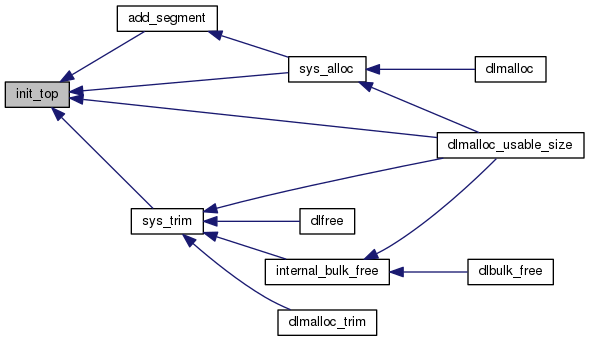 add_segment
sys_alloc
dlmalloc
init_top
dlmalloc_usable_size
sys_trim
dlfree
internal_bulk_free
dlbulk_free
dlmalloc_trim